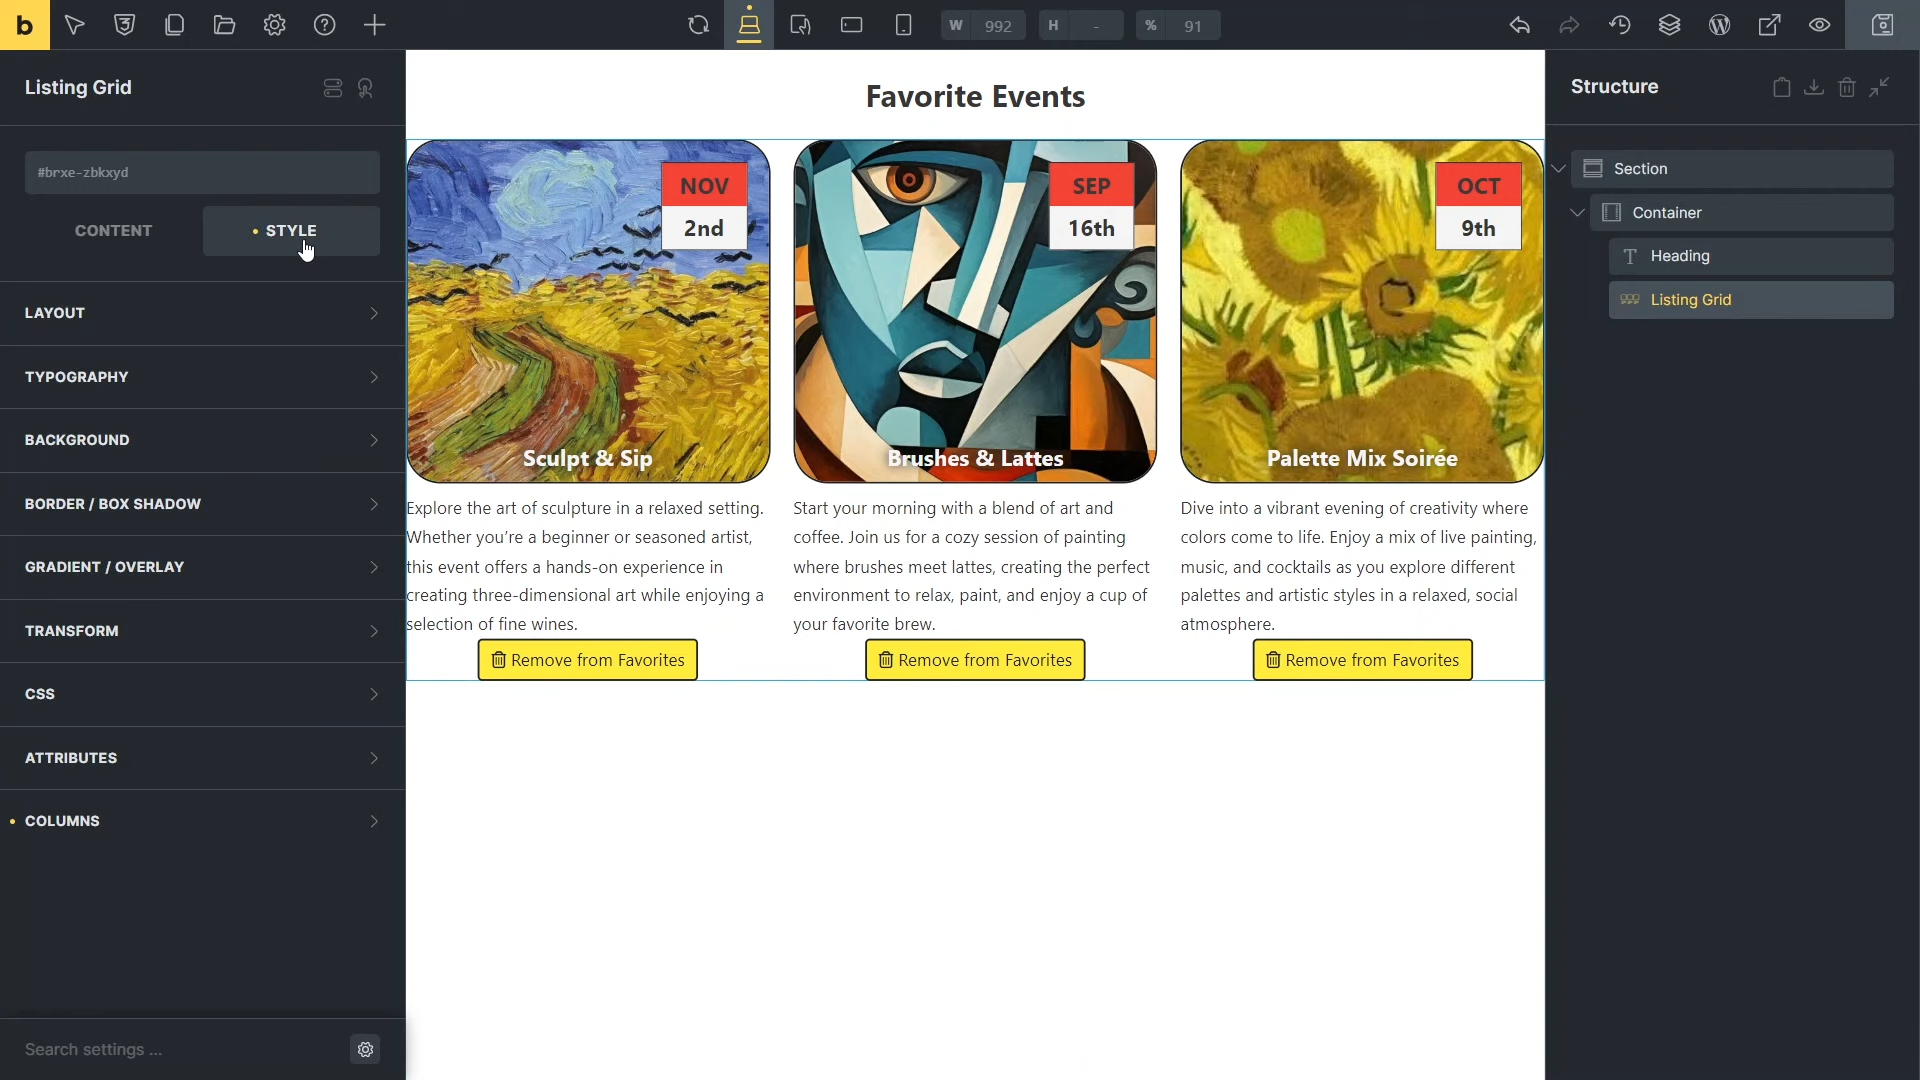 b
W 992 H - % 91
Listing Grid
#brxe-zbkxyd
CONTENT
STYLE
LAYOUT
TYPOGRAPHY
BACKGROUND
BORDER / BOX SHADOW
GRADIENT / OVERLAY
TRANSFORM
CSS
ATTRIBUTES
COLUMNS
Search settings ...
Favorite Events
NOV
2nd
Sculpt & Sip
Explore the art of sculpture in a relaxed setting.
Whether you're a beginner or seasoned artist,
this event offers a hands-on experience in
creating three-dimensional art while enjoying a
selection of fine wines.
Remove from Favorites
SEP
16th
Brushes & Lattes
Start your morning with a blend of art and
coffee. Join us for a cozy session of painting
where brushes meet lattes, creating the perfect
environment to relax, paint, and enjoy a cup of
your favorite brew.
Remove from Favorites
OCT
9th
Palette Mix Soirée
Dive into a vibrant evening of creativity where
colors come to life. Enjoy a mix of live painting,
music, and cocktails as you explore different
palettes and artistic styles in a relaxed, social
atmosphere.
Remove from Favorites
Structure
Section
Container
Heading
Listing Grid